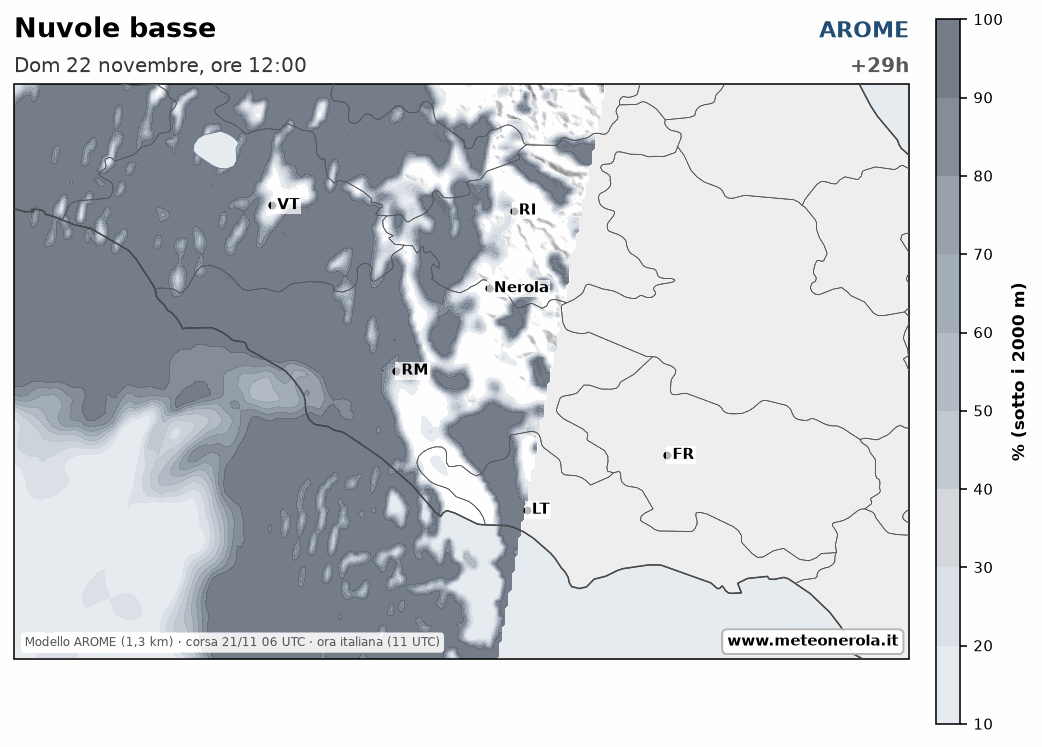 Nuvole basse
AROME
Dom 22 novembre, ore 12:00
+29h
100
90
80
70
60
50
40
30
20
10
% (sotto i 2000 m)
VT
RI
Nerola
RM
FR
LT
Modello AROME (1,3 km) · corsa 21/11 06 UTC · ora italiana (11 UTC)
www.meteonerola.it